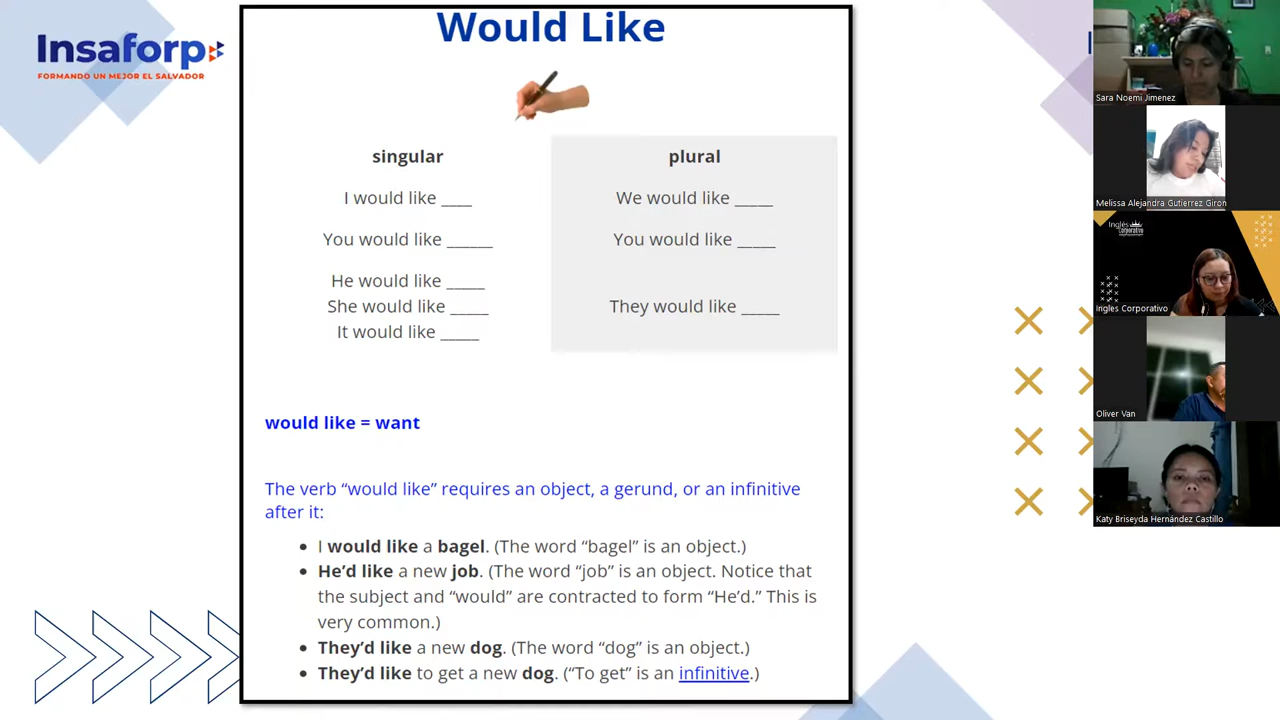 Would Like
Insaforp
FORMANDO UN MEJOR EL SALVADOR
singular
plural
I would like ____
We would like _____
You would like ______
You would like _____
He would like _____
She would like _____
They would like _____
It would like _____
would like = want
The verb “would like” requires an object, a gerund, or an infinitive
after it:
• I would like a bagel. (The word “bagel” is an object.)
• He’d like a new job. (The word “job” is an object. Notice that
the subject and “would” are contracted to form “He’d.” This is
very common.)
• They’d like a new dog. (The word “dog” is an object.)
• They’d like to get a new dog. (“To get” is an infinitive.)
Sara Noemi Jimenez
Melissa Alejandra Gutierrez Giron
Inglés
Corporativo
Ingles Corporativo
Oliver Van
Katy Briseyda Hernández Castillo